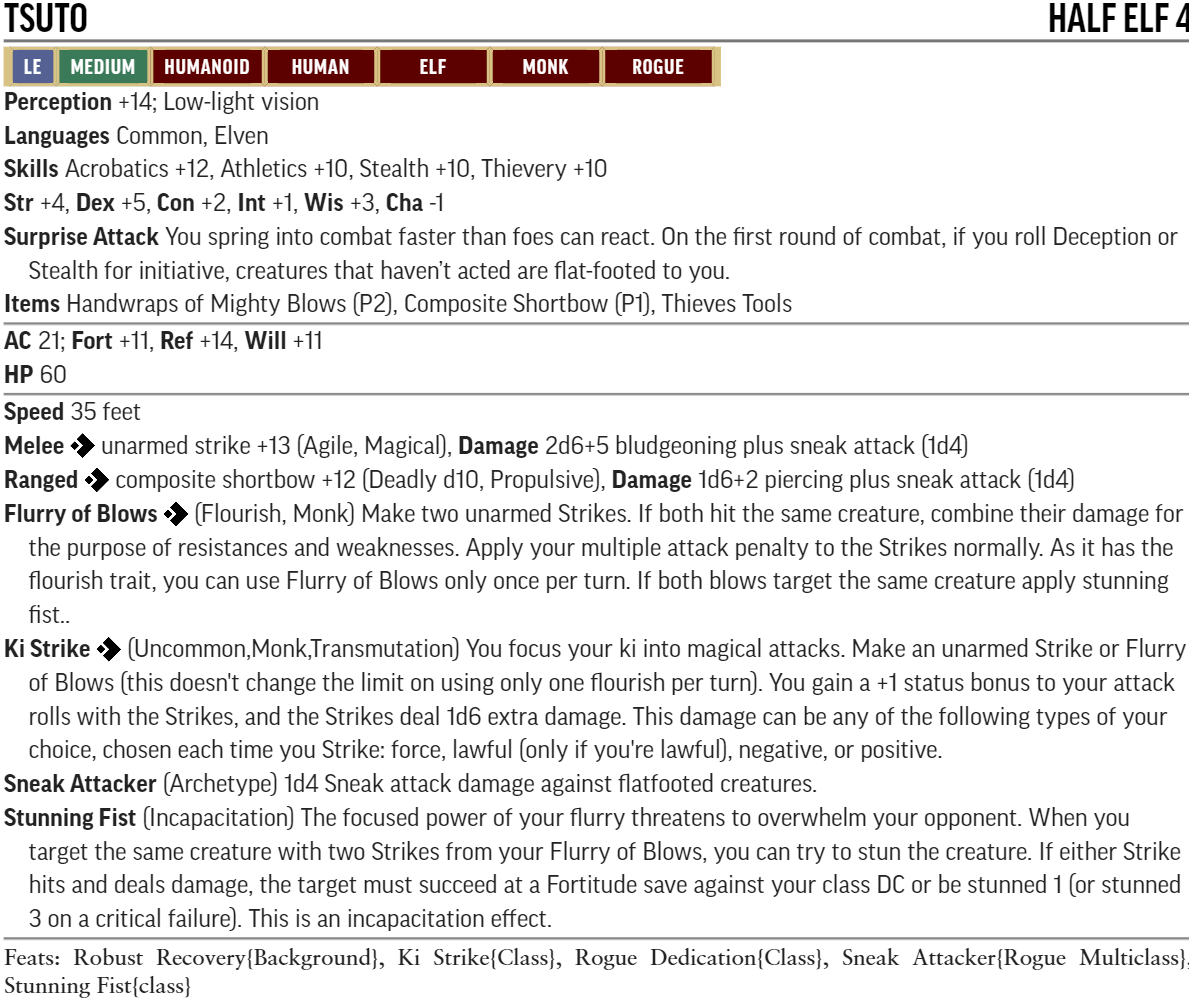 TSUTO HALF ELF 4
LE MEDIUM HUMANOID HUMAN ELF MONK ROGUE
Perception +14; Low-light vision
Languages Common, Elven
Skills Acrobatics +12, Athletics +10, Stealth +10, Thievery +10
Str +4, Dex +5, Con +2, Int +1, Wis +3, Cha -1
Surprise Attack You spring into combat faster than foes can react. On the first round of combat, if you roll Deception or
Stealth for initiative, creatures that haven't acted are flat-footed to you.
Items Handwraps of Mighty Blows (P2), Composite Shortbow (P1), Thieves Tools
AC 21; Fort +11, Ref +14, Will +11
HP 60
Speed 35 feet
Melee unarmed strike +13 (Agile, Magical), Damage 2d6+5 bludgeoning plus sneak attack (1d4)
Ranged composite shortbow +12 (Deadly d10, Propulsive), Damage 1d6+2 piercing plus sneak attack (1d4)
Flurry of Blows (Flourish, Monk) Make two unarmed Strikes. If both hit the same creature, combine their damage for
the purpose of resistances and weaknesses. Apply your multiple attack penalty to the Strikes normally. As it has the
flourish trait, you can use Flurry of Blows only once per turn. If both blows target the same creature apply stunning
fist..
Ki Strike (Uncommon,Monk,Transmutation) You focus your ki into magical attacks. Make an unarmed Strike or Flurry
of Blows (this doesn't change the limit on using only one flourish per turn). You gain a +1 status bonus to your attack
rolls with the Strikes, and the Strikes deal 1d6 extra damage. This damage can be any of the following types of your
choice, chosen each time you Strike: force, lawful (only if you're lawful), negative, or positive.
Sneak Attacker (Archetype) 1d4 Sneak attack damage against flatfooted creatures.
Stunning Fist (Incapacitation) The focused power of your flurry threatens to overwhelm your opponent. When you
target the same creature with two Strikes from your Flurry of Blows, you can try to stun the creature. If either Strike
hits and deals damage, the target must succeed at a Fortitude save against your class DC or be stunned 1 (or stunned
3 on a critical failure). This is an incapacitation effect.
Feats: Robust Recovery{Background}, Ki Strike{Class}, Rogue Dedication{Class}, Sneak Attacker{Rogue Multiclass},
Stunning Fist{class}